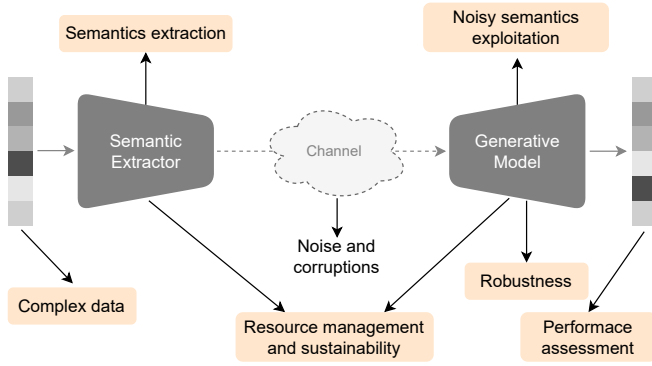 Semantics extraction
Noisy semantics
exploitation
Semantic
Extractor
Channel
Generative
Model
Noise and
corruptions
Complex data
Robustness
Resource management
and sustainability
Performace
assessment